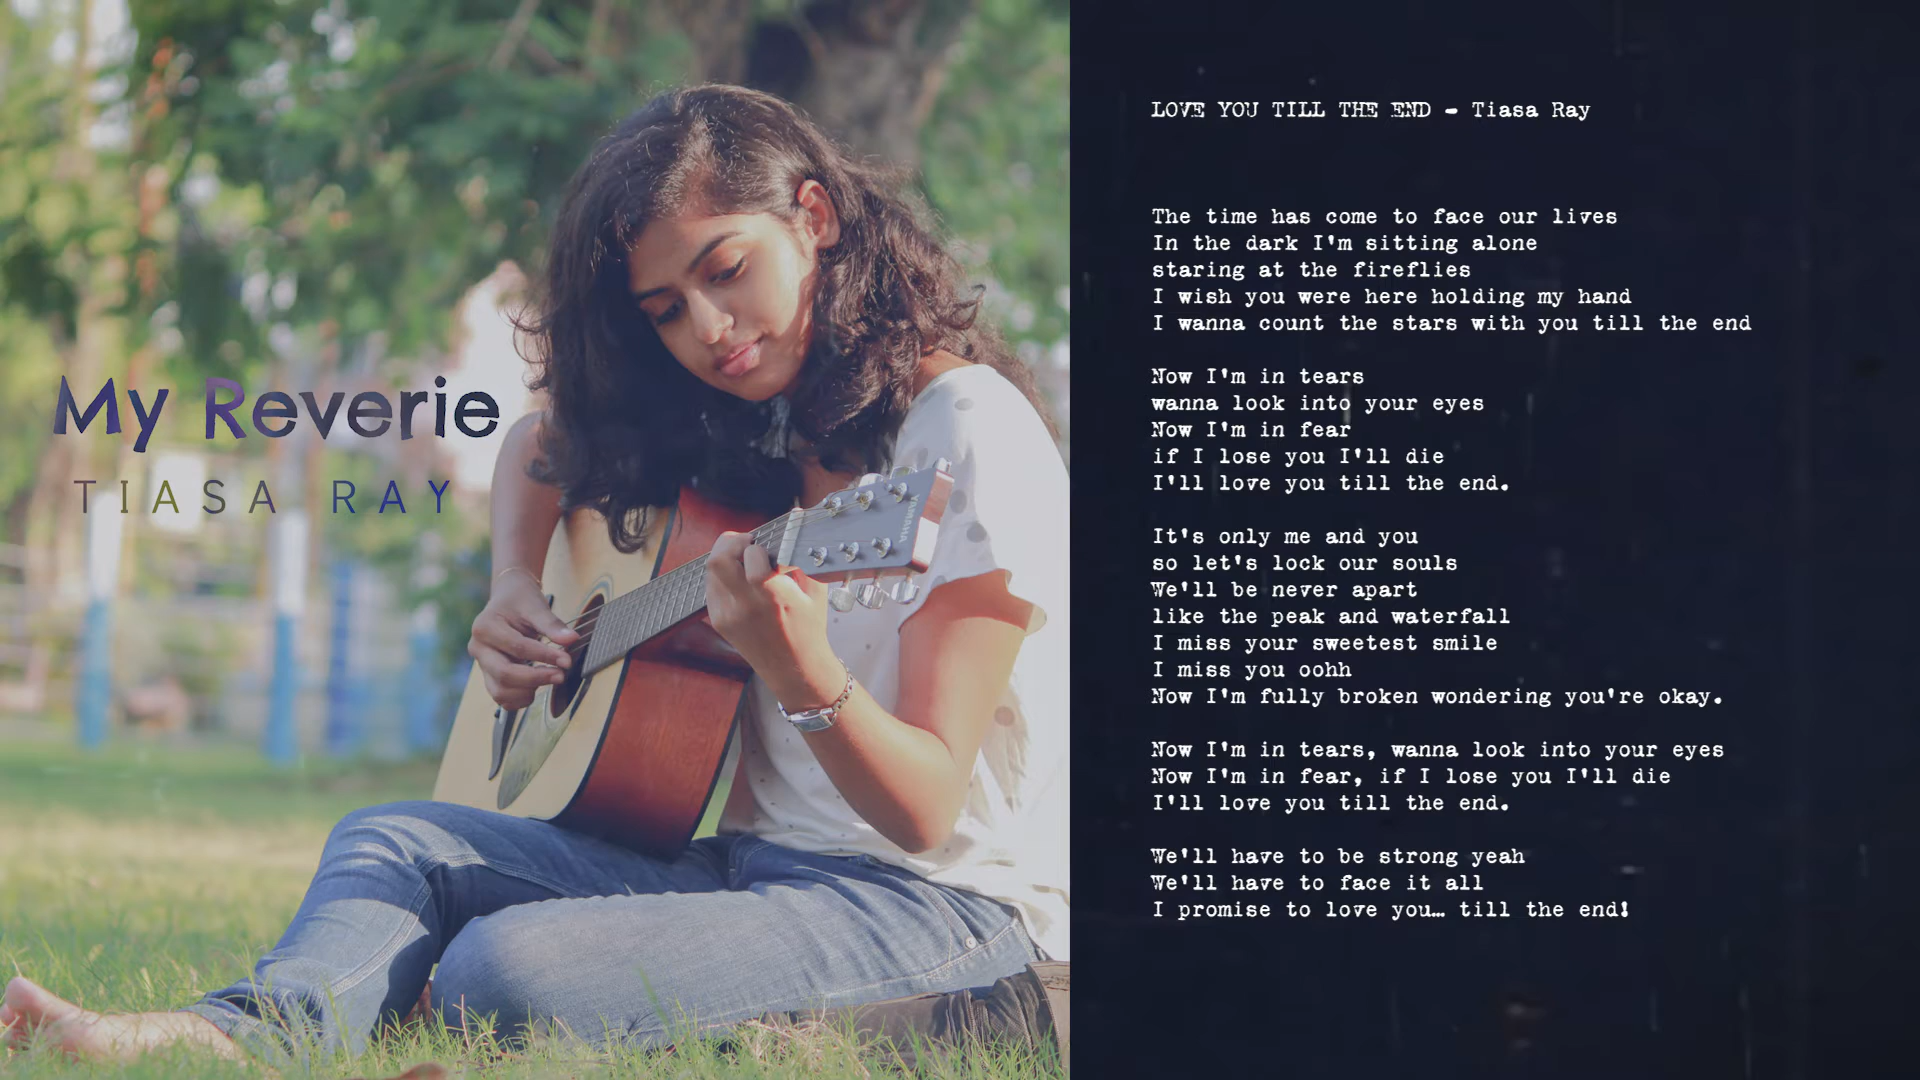 My Reverie
TIASA RAY
YAMAHA
LOVE YOU TILL THE END - Tiasa Ray
The time has come to face our lives
In the dark I'm sitting alone
staring at the fireflies
I wish you were here holding my hand
I wanna count the stars with you till the end
Now I'm in tears
wanna look into your eyes
Now I'm in fear
if I lose you I'll die
I'll love you till the end.
It's only me and you
so let's lock our souls
We'll be never apart
like the peak and waterfall
I miss your sweetest smile
I miss you oohh
Now I'm fully broken wondering you're okay.
Now I'm in tears, wanna look into your eyes
Now I'm in fear, if I lose you I'll die
I'll love you till the end.
We'll have to be strong yeah
We'll have to face it all
I promise to love you… till the end!